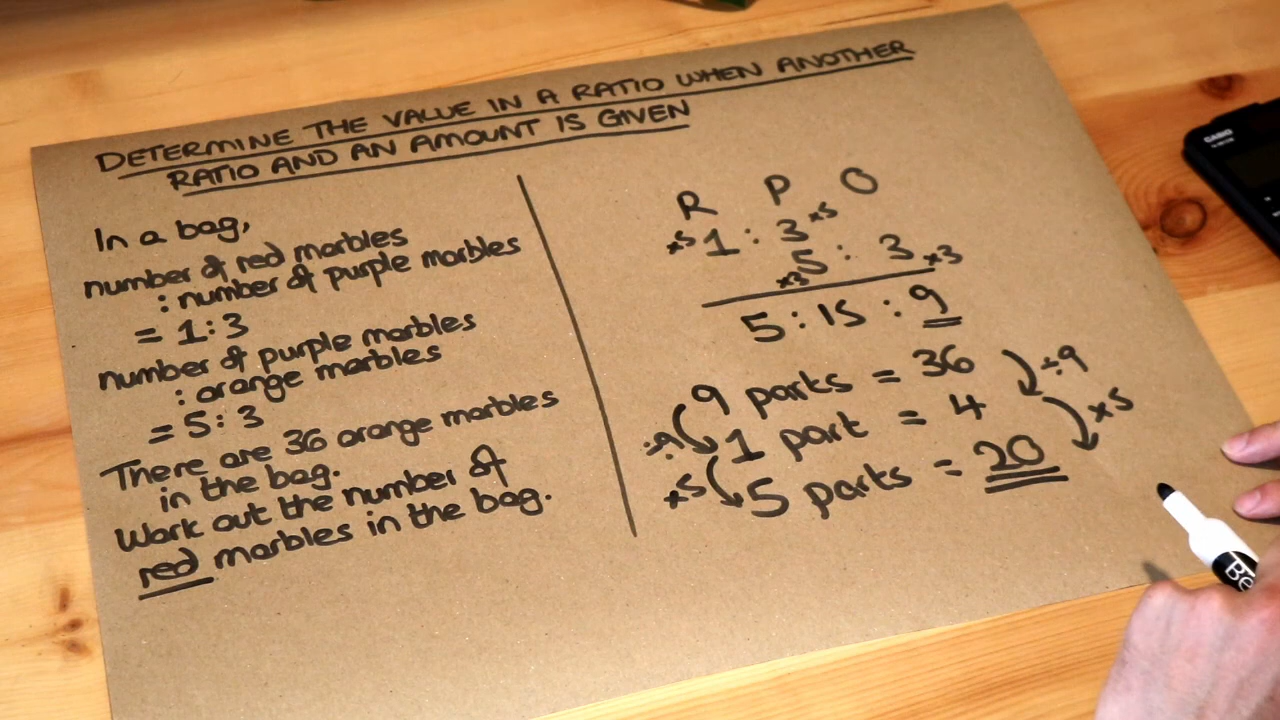 DETERMINE THE VALUE IN A RATIO WHEN ANOTHER
RATIO AND AN AMOUNT IS GIVEN
In a bag,
number of red marbles
: number of purple marbles
= 1:3
number of purple marbles
: orange marbles
= 5:3
There are 36 orange marbles
in the bag.
Work out the number of
red marbles in the bag.
R P O
×5 1 : 3 ×5
×3 5 : 3 ×3
5 : 15 : 9
9 parts = 36 ÷9
÷9 1 part = 4 ×5
×5 5 parts = 20
CASIO
Be